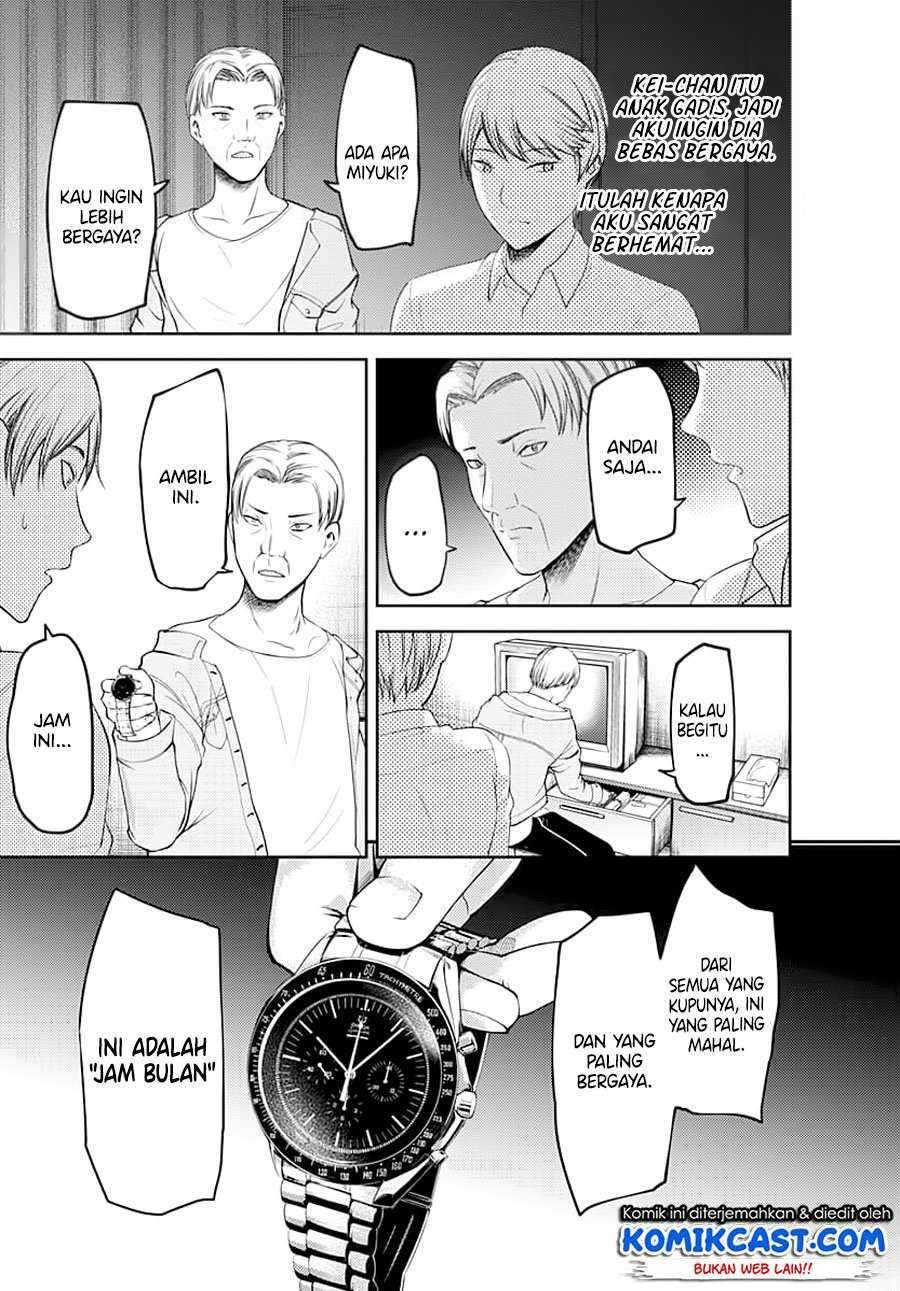 KEI-CHAN ITU
ANAK GADIS, JADI
AKU INGIN DIA
BEBAS BERGAYA.
ITULAH KENAPA
AKU SANGAT
BERHEMAT...
ADA APA
MIYUKI?
KAU INGIN
LEBIH
BERGAYA?
ANDAI
SAJA...
...
AMBIL
INI.
JAM
INI...
KALAU
BEGITU
...
DARI
SEMUA YANG
KUPUNYA, INI
YANG PALING
MAHAL.
DAN YANG
PALING
BERGAYA.
INI ADALAH
"JAM BULAN"
60
TACHYMETRE
500
Komik ini diterjemahkan & diedit oleh
KOMIKCAST.COM
BUKAN WEB LAIN!!